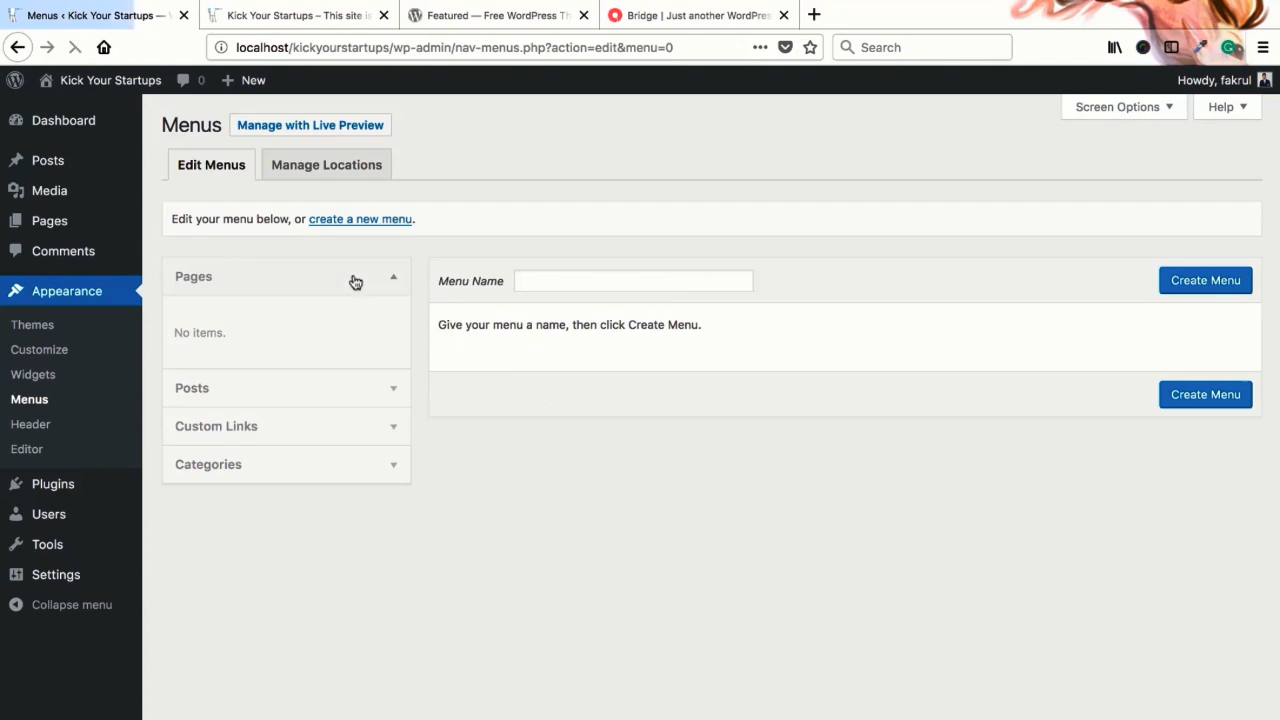 Menus ‹ Kick Your Startups —
Kick Your Startups – This site is
Featured — Free WordPress Th
Bridge | Just another WordPres
localhost/kickyourstartups/wp-admin/nav-menus.php?action=edit&menu=0
Search
Kick Your Startups
0
New
Howdy, fakrul
Screen Options
Help
Dashboard
Posts
Media
Pages
Comments
Appearance
Themes
Customize
Widgets
Menus
Header
Editor
Plugins
Users
Tools
Settings
Collapse menu
Menus
Manage with Live Preview
Edit Menus
Manage Locations
Edit your menu below, or create a new menu.
Pages
No items.
Posts
Custom Links
Categories
Menu Name
Create Menu
Give your menu a name, then click Create Menu.
Create Menu